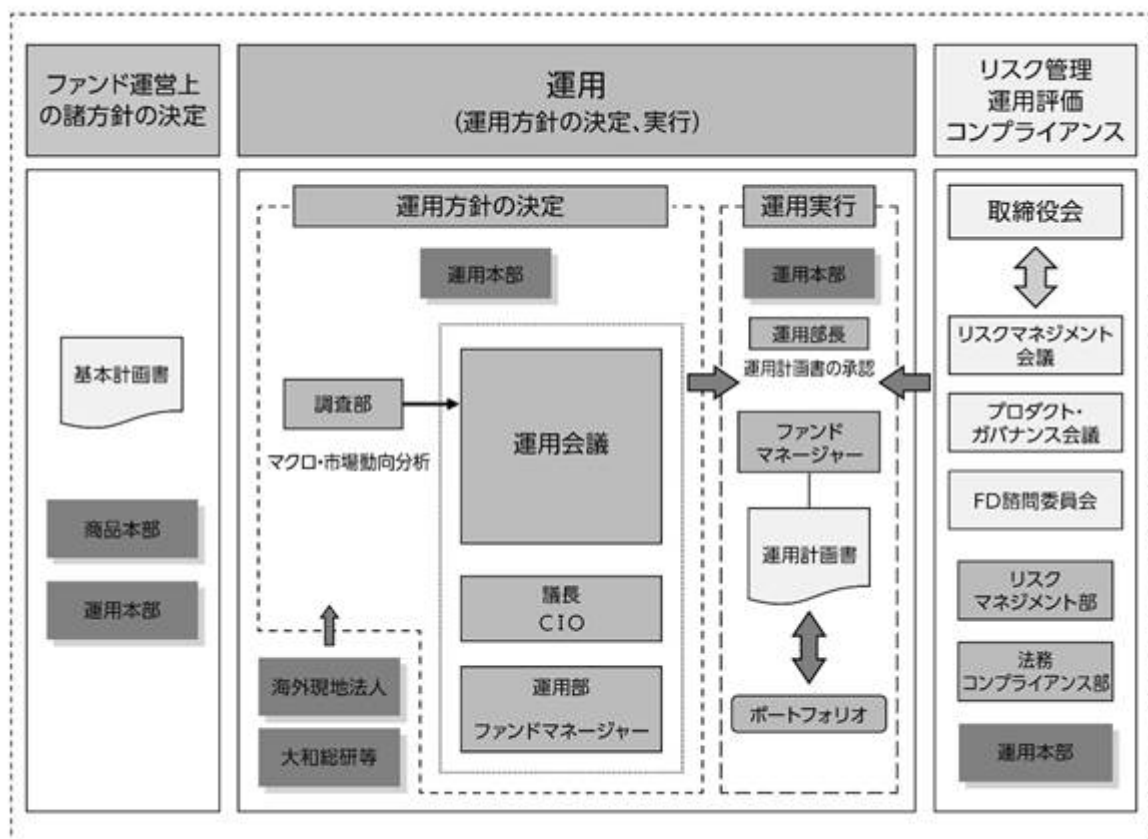 ファンド運営上
の諸方針の決定
運用
(運用方針の決定、実行)
リスク管理
運用評価
コンプライアンス
基本計画書
商品本部
運用本部
運用方針の決定
運用本部
調査部
マクロ・市場動向分析
運用会議
議長
CIO
運用部
ファンドマネージャー
海外現地法人
大和総研等
運用実行
運用本部
運用部長
運用計画書の承認
ファンド
マネージャー
運用計画書
ポートフォリオ
取締役会
リスクマネジメント
会議
プロダクト・
ガバナンス会議
FD諮問委員会
リスク
マネジメント部
法務
コンプライアンス部
運用本部